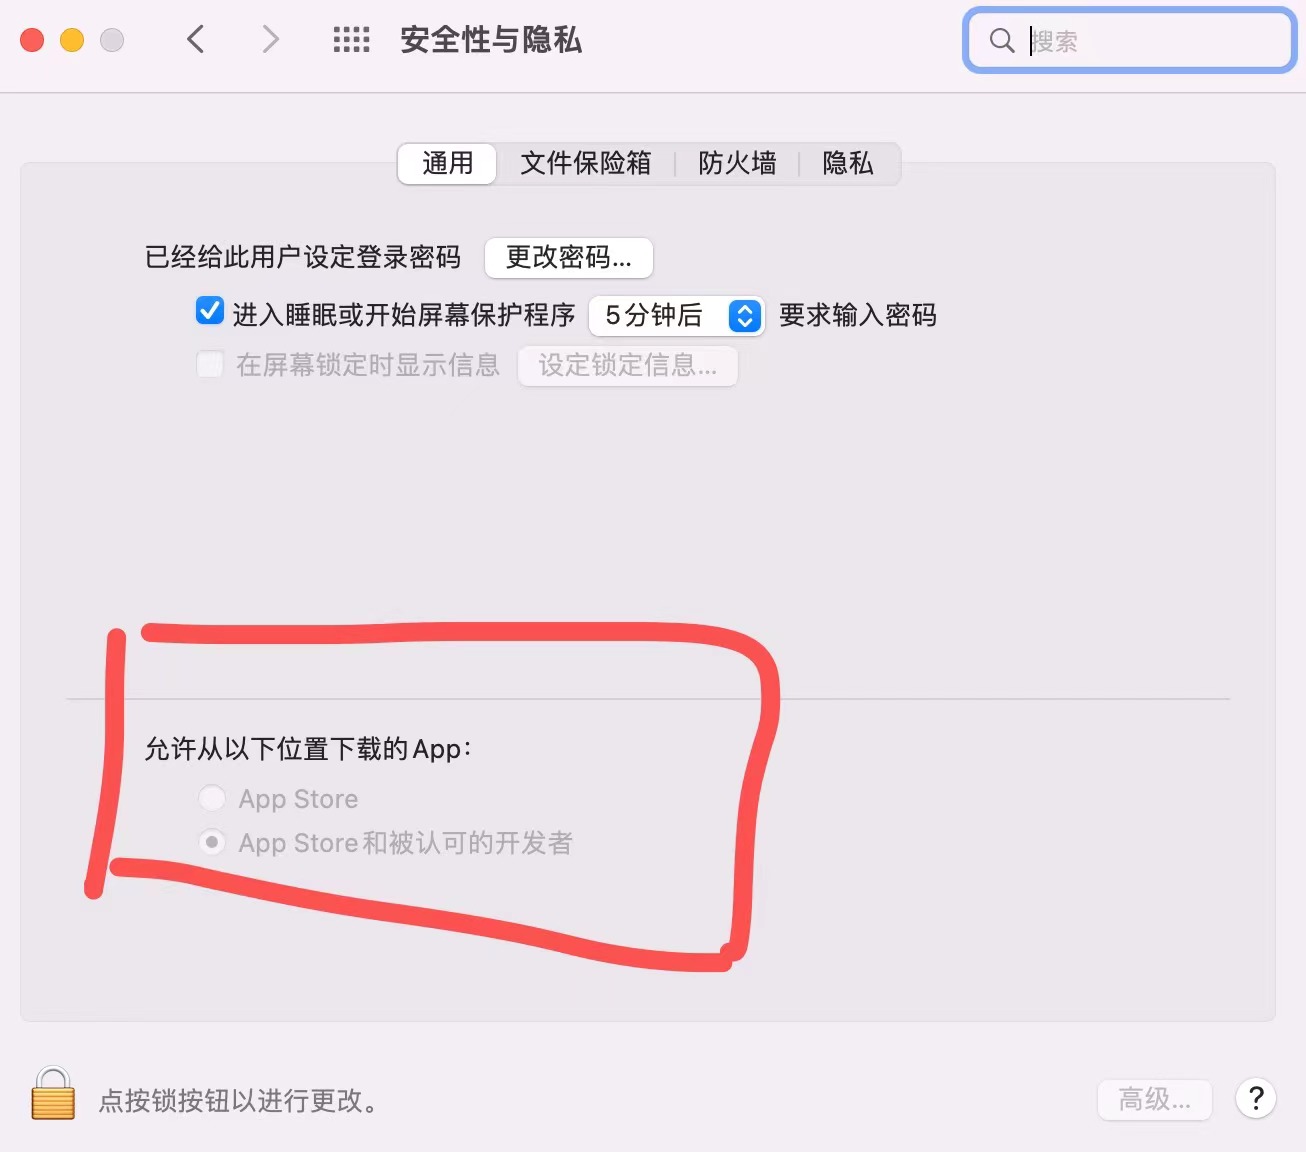 安全性与隐私
搜索
通用 文件保险箱 防火墙 隐私
已经给此用户设定登录密码 更改密码...
进入睡眠或开始屏幕保护程序 5分钟后 要求输入密码
在屏幕锁定时显示信息 设定锁定信息...
允许从以下位置下载的App：
App Store
App Store和被认可的开发者
点按锁按钮以进行更改。
高级... ?